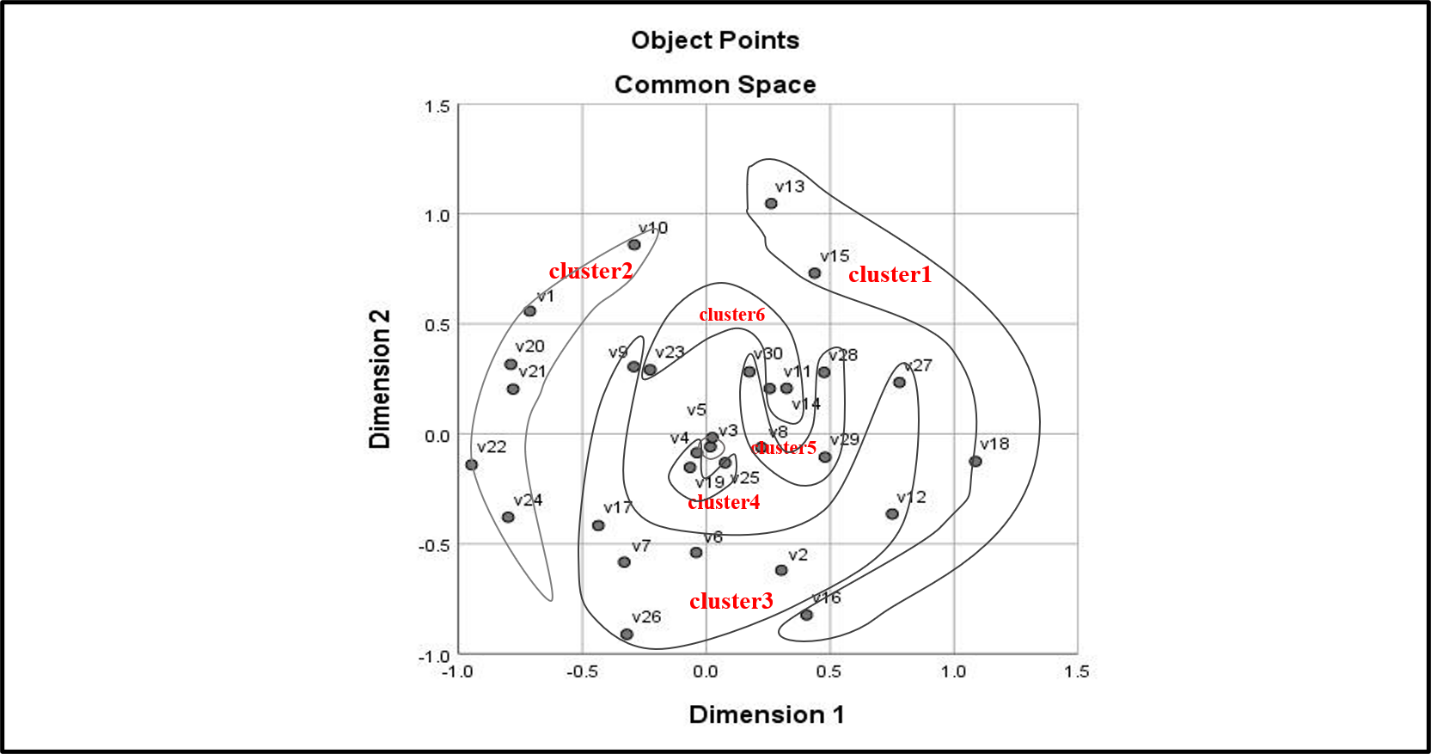 Object Points
Common Space
1.5
v13
1.0
v10
v15
cluster2
cluster1
v1
cluster6
0.5
v20
v9
v23
v30
v28
v27
v21
v11
v14
v5
Dimension 2
0.0
v4
v3
v8
v22
cluster5
v29
v18
v19
v25
v24
cluster4
v17
v12
-0.5
v7
v6
v2
cluster3
v16
v26
-1.0
-1.0
-0.5
0.0
0.5
1.0
1.5
Dimension 1